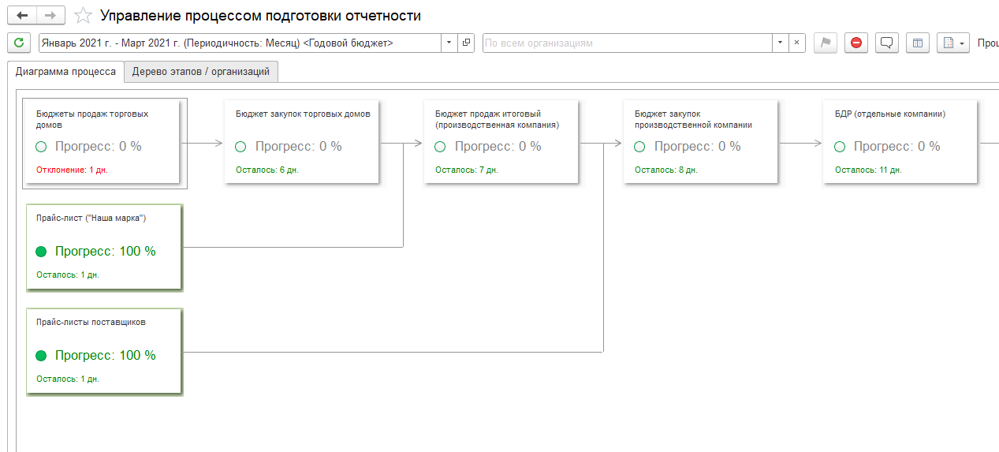 Управление процессом подготовки отчетности
Январь 2021 г. - Март 2021 г. (Периодичность: Месяц) <Годовой бюджет>
По всем организациям
Проц
Диаграмма процесса
Дерево этапов / организаций
Бюджеты продаж торговых
домов
Прогресс: 0 %
Отклонение: 1 дн.
Бюджет закупок торговых домов
Прогресс: 0 %
Осталось: 6 дн.
Бюджет продаж итоговый
(производственная компания)
Прогресс: 0 %
Осталось: 7 дн.
Бюджет закупок
производственной компании
Прогресс: 0 %
Осталось: 8 дн.
БДР (отдельные компании)
Прогресс: 0 %
Осталось: 11 дн.
Прайс-лист ("Наша марка")
Прогресс: 100 %
Осталось: 1 дн.
Прайс-листы поставщиков
Прогресс: 100 %
Осталось: 1 дн.